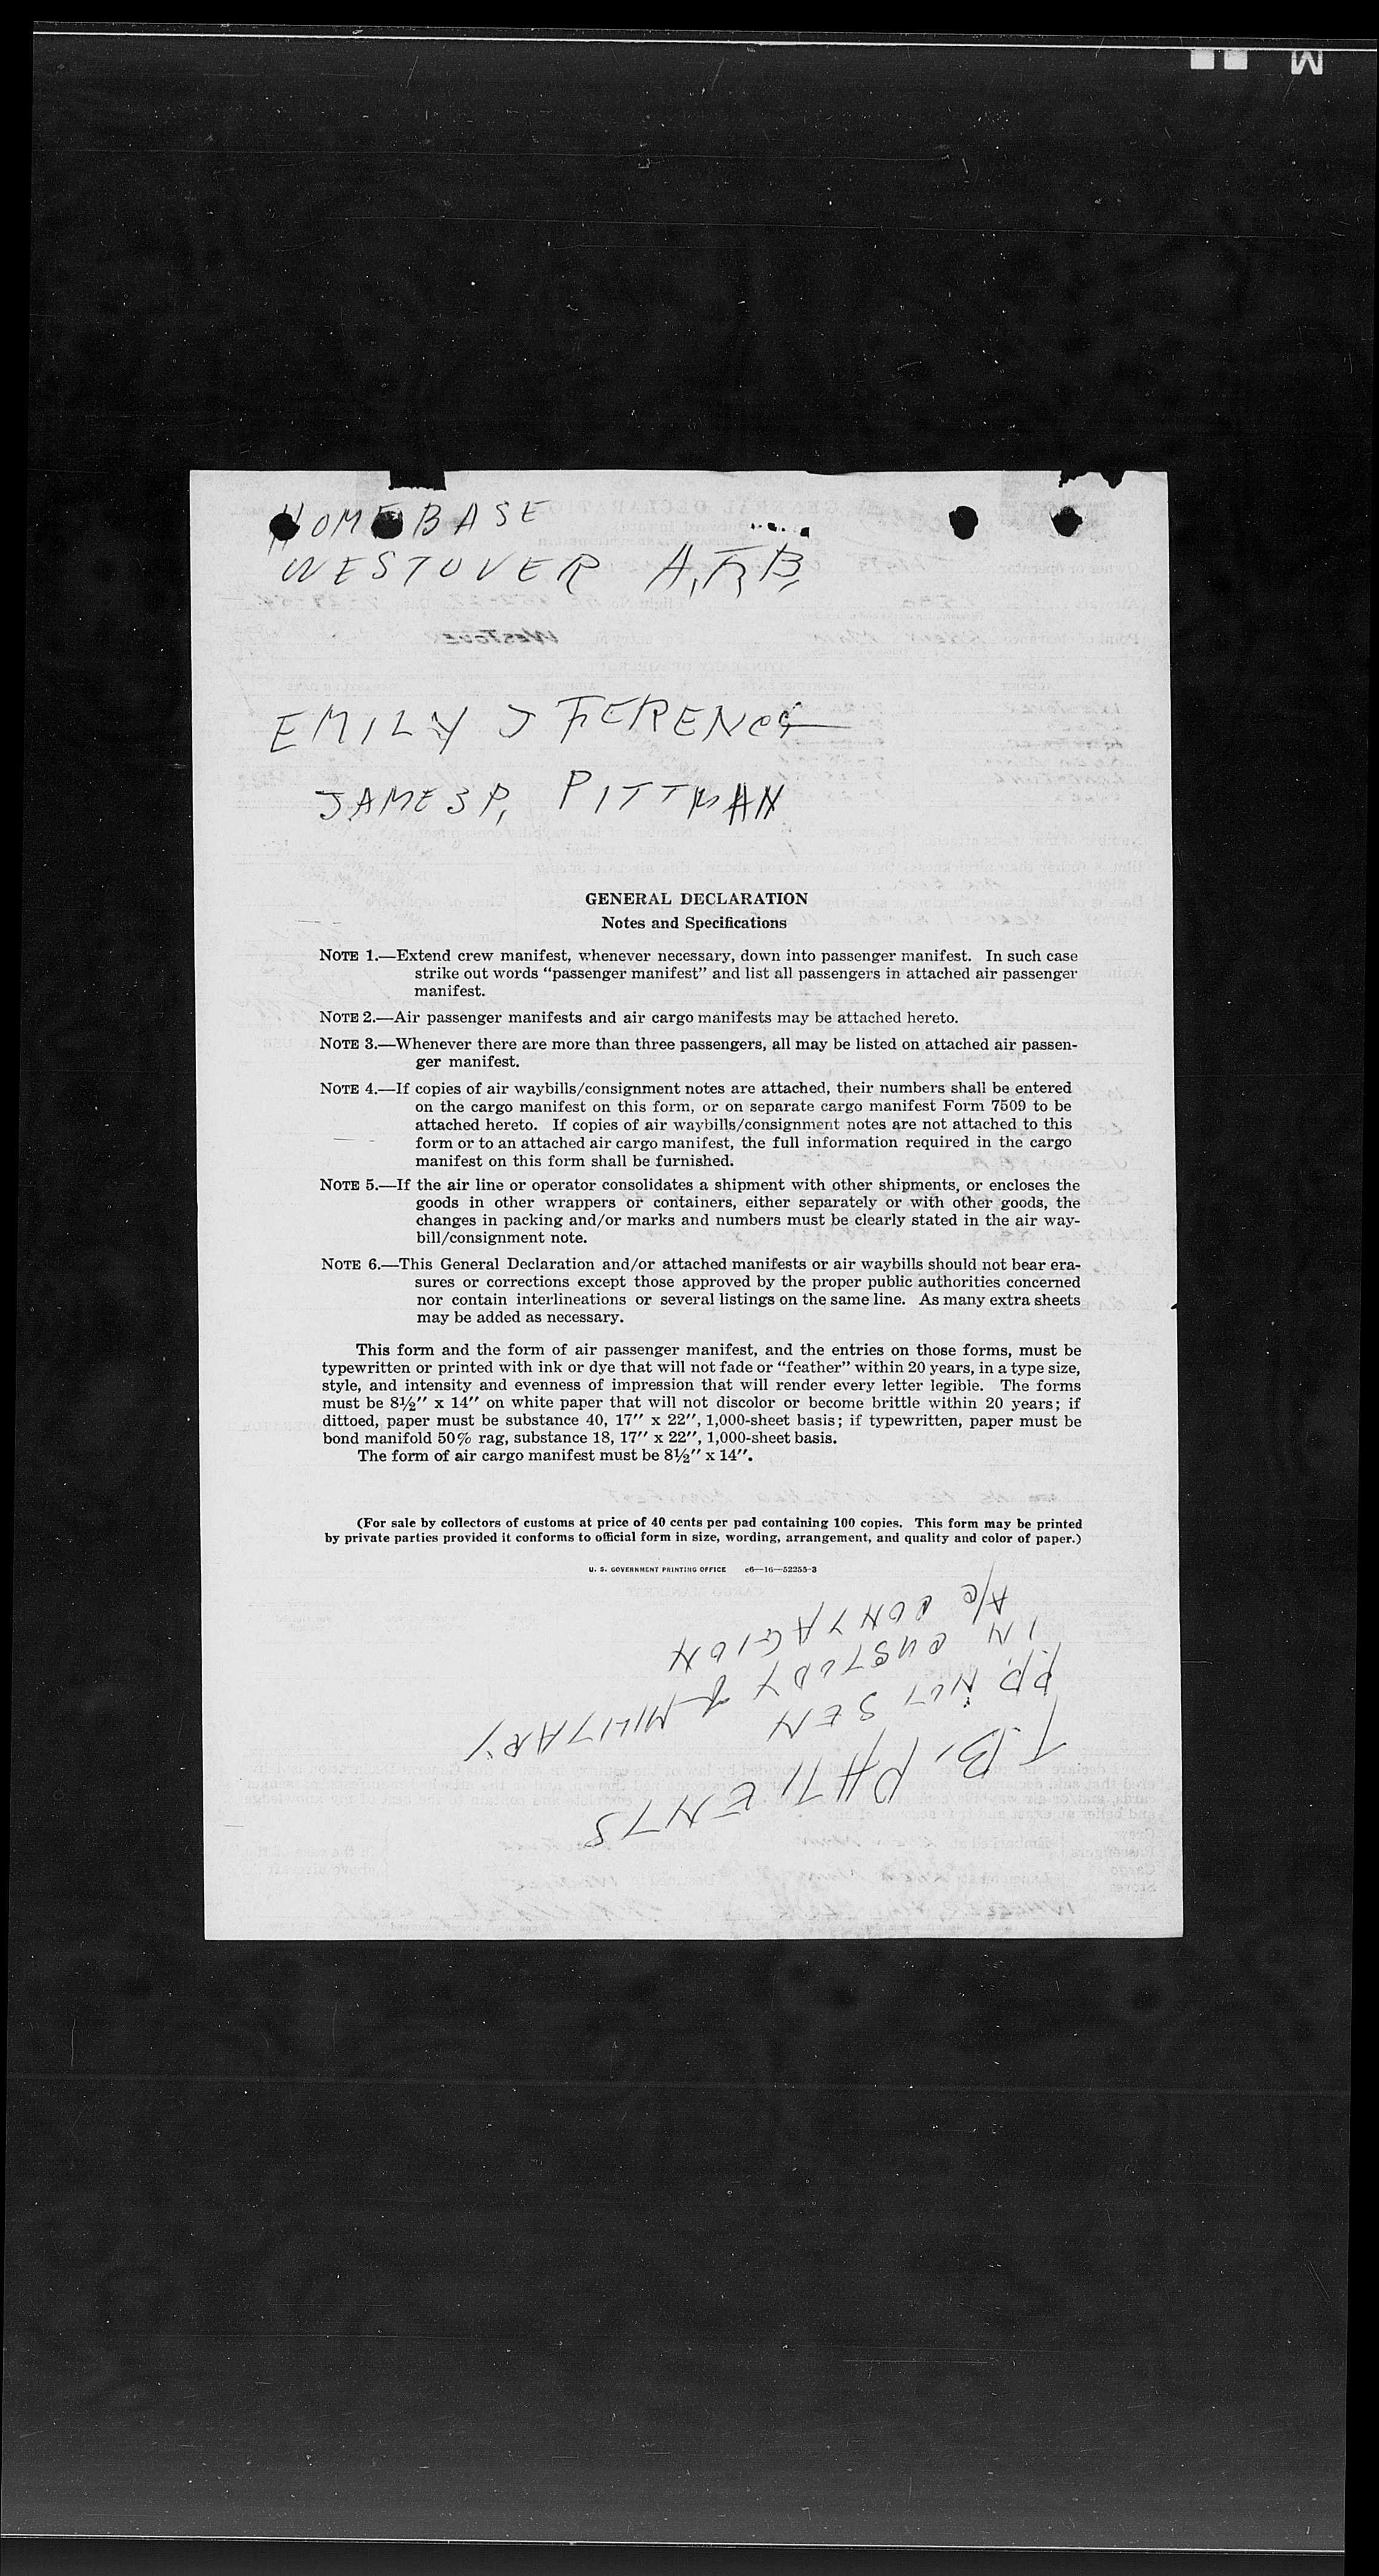 M
HOME BASE
WESTOVER A.F.B.
EMILY J FERENCE
JAMES P. PITTMAN
GENERAL DECLARATION
Notes and Specifications
NOTE 1.—Extend crew manifest, whenever necessary, down into passenger manifest. In such case
strike out words “passenger manifest” and list all passengers in attached air passenger
manifest.
NOTE 2.—Air passenger manifests and air cargo manifests may be attached hereto.
NOTE 3.—Whenever there are more than three passengers, all may be listed on attached air passen-
ger manifest.
NOTE 4.—If copies of air waybills/consignment notes are attached, their numbers shall be entered
on the cargo manifest on this form, or on separate cargo manifest Form 7509 to be
attached hereto. If copies of air waybills/consignment notes are not attached to this
form or to an attached air cargo manifest, the full information required in the cargo
manifest on this form shall be furnished.
NOTE 5.—If the air line or operator consolidates a shipment with other shipments, or encloses the
goods in other wrappers or containers, either separately or with other goods, the
changes in packing and/or marks and numbers must be clearly stated in the air way-
bill/consignment note.
NOTE 6.—This General Declaration and/or attached manifests or air waybills should not bear era-
sures or corrections except those approved by the proper public authorities concerned
nor contain interlineations or several listings on the same line. As many extra sheets
may be added as necessary.
This form and the form of air passenger manifest, and the entries on those forms, must be
typewritten or printed with ink or dye that will not fade or “feather” within 20 years, in a type size,
style, and intensity and evenness of impression that will render every letter legible. The forms
must be 8½″ x 14″ on white paper that will not discolor or become brittle within 20 years; if
dittoed, paper must be substance 40, 17″ x 22″, 1,000-sheet basis; if typewritten, paper must be
bond manifold 50% rag, substance 18, 17″ x 22″, 1,000-sheet basis.
The form of air cargo manifest must be 8½″ x 14″.
(For sale by collectors of customs at price of 40 cents per pad containing 100 copies. This form may be printed
by private parties provided it conforms to official form in size, wording, arrangement, and quality and color of paper.)
U. S. GOVERNMENT PRINTING OFFICE c6—16—52255-3
T.B. PATIENTS
P.P. NOT SEN
IN CUSTODY of MILITARY
A/C CONTAGION